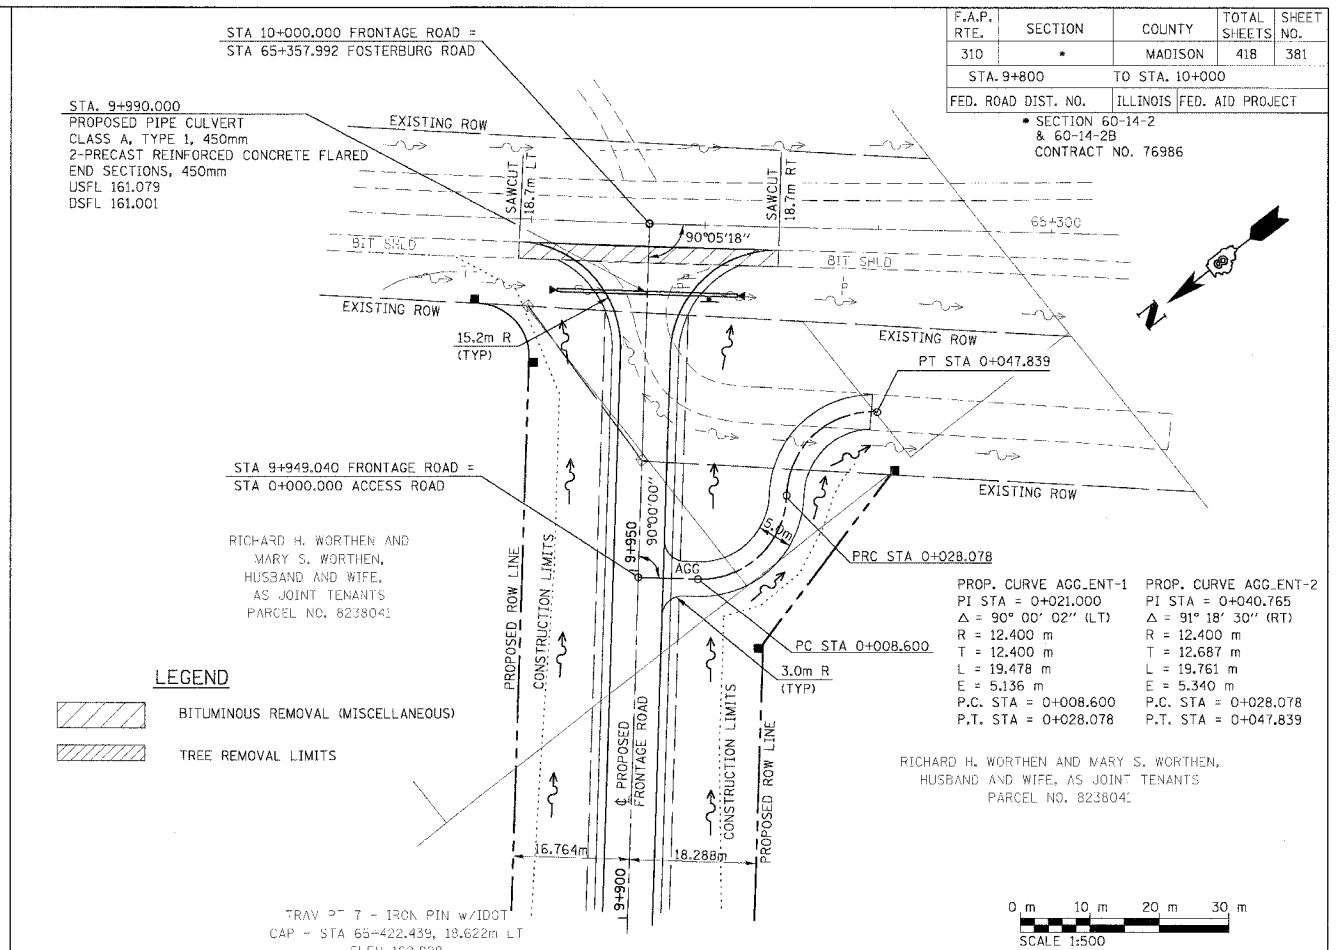 STA 10+000.000 FRONTAGE ROAD =
STA 65+357.992 FOSTERBURG ROAD
F.A.P. RTE. SECTION COUNTY TOTAL SHEETS SHEET NO.
310 * MADISON 418 381
STA. 9+800 TO STA. 10+000
FED. ROAD DIST. NO. ILLINOIS FED. AID PROJECT
* SECTION 60-14-2
& 60-14-2B
CONTRACT NO. 76986
STA. 9+990.000
PROPOSED PIPE CULVERT
CLASS A, TYPE 1, 450mm
2-PRECAST REINFORCED CONCRETE FLARED
END SECTIONS, 450mm
USFL 161.079
DSFL 161.001
EXISTING ROW
SAWCUT
18.7m LT
SAWCUT
18.7m RT
65+300
90°05'18"
BIT SHLD
BIT SHLD
N
EXISTING ROW
15.2m R
(TYP)
EXISTING ROW
PT STA 0+047.839
STA 9+949.040 FRONTAGE ROAD =
STA 0+000.000 ACCESS ROAD
EXISTING ROW
9+950
90°00'00"
5.0m
AGG
PRC STA 0+028.078
RICHARD H. WORTHEN AND
MARY S. WORTHEN,
HUSBAND AND WIFE,
AS JOINT TENANTS
PARCEL NO. 8238041
PROPOSED ROW LINE
CONSTRUCTION LIMITS
PC STA 0+008.600
3.0m R
(TYP)
PROP. CURVE AGG_ENT-1
PI STA = 0+021.000
Δ = 90° 00' 02" (LT)
R = 12.400 m
T = 12.400 m
L = 19.478 m
E = 5.136 m
P.C. STA = 0+008.600
P.T. STA = 0+028.078
PROP. CURVE AGG_ENT-2
PI STA = 0+040.765
Δ = 91° 18' 30" (RT)
R = 12.400 m
T = 12.687 m
L = 19.761 m
E = 5.340 m
P.C. STA = 0+028.078
P.T. STA = 0+047.839
LEGEND
BITUMINOUS REMOVAL (MISCELLANEOUS)
TREE REMOVAL LIMITS
℄ PROPOSED
FRONTAGE ROAD
CONSTRUCTION LIMITS
PROPOSED ROW LINE
RICHARD H. WORTHEN AND MARY S. WORTHEN,
HUSBAND AND WIFE, AS JOINT TENANTS
PARCEL NO. 8238041
16.764m
18.288m
9+900
TRAV PT 7 - IRON PIN W/IDOT
CAP - STA 65+422.439, 18.622m LT
0 m 10 m 20 m 30 m
SCALE 1:500